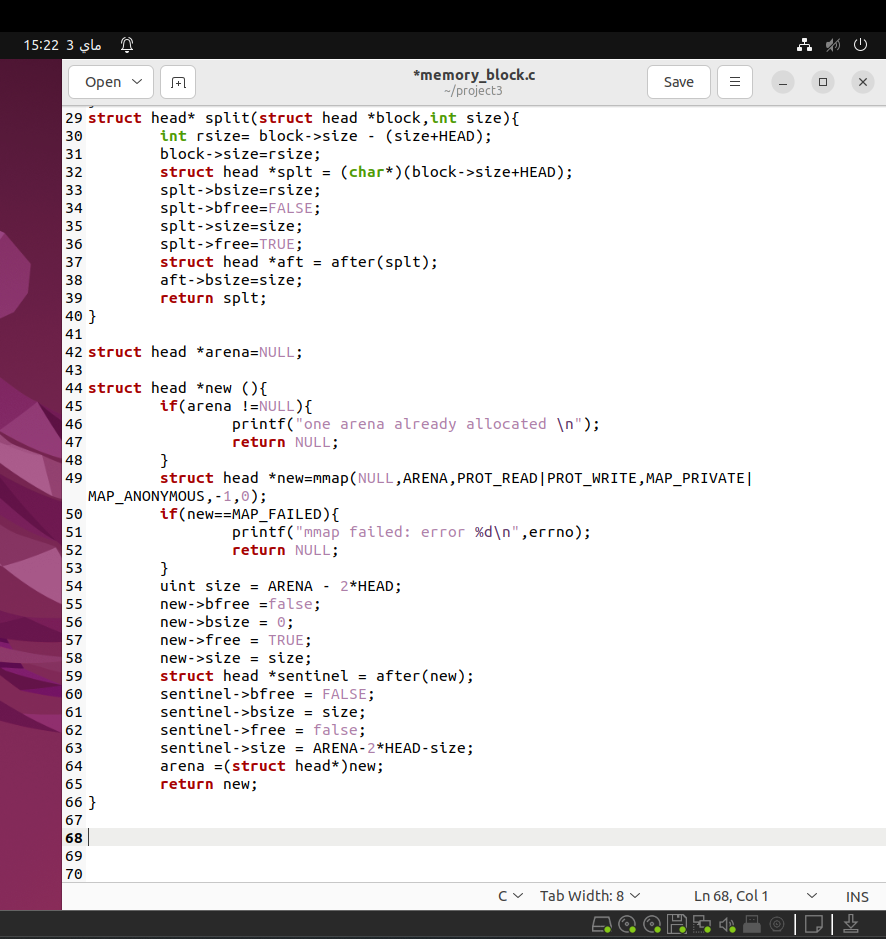 15:22 3 ماي
Open
*memory_block.c
~/project3
Save
29 struct head* split(struct head *block,int size){
30         int rsize= block->size - (size+HEAD);
31         block->size=rsize;
32         struct head *splt = (char*)(block->size+HEAD);
33         splt->bsize=rsize;
34         splt->bfree=FALSE;
35         splt->size=size;
36         splt->free=TRUE;
37         struct head *aft = after(splt);
38         aft->bsize=size;
39         return splt;
40 }
41
42 struct head *arena=NULL;
43
44 struct head *new (){
45         if(arena !=NULL){
46                 printf("one arena already allocated \n");
47                 return NULL;
48         }
49         struct head *new=mmap(NULL,ARENA,PROT_READ|PROT_WRITE,MAP_PRIVATE|
MAP_ANONYMOUS,-1,0);
50         if(new==MAP_FAILED){
51                 printf("mmap failed: error %d\n",errno);
52                 return NULL;
53         }
54         uint size = ARENA - 2*HEAD;
55         new->bfree =false;
56         new->bsize = 0;
57         new->free = TRUE;
58         new->size = size;
59         struct head *sentinel = after(new);
60         sentinel->bfree = FALSE;
61         sentinel->bsize = size;
62         sentinel->free = false;
63         sentinel->size = ARENA-2*HEAD-size;
64         arena =(struct head*)new;
65         return new;
66 }
67
68
69
70
C Tab Width: 8 Ln 68, Col 1 INS